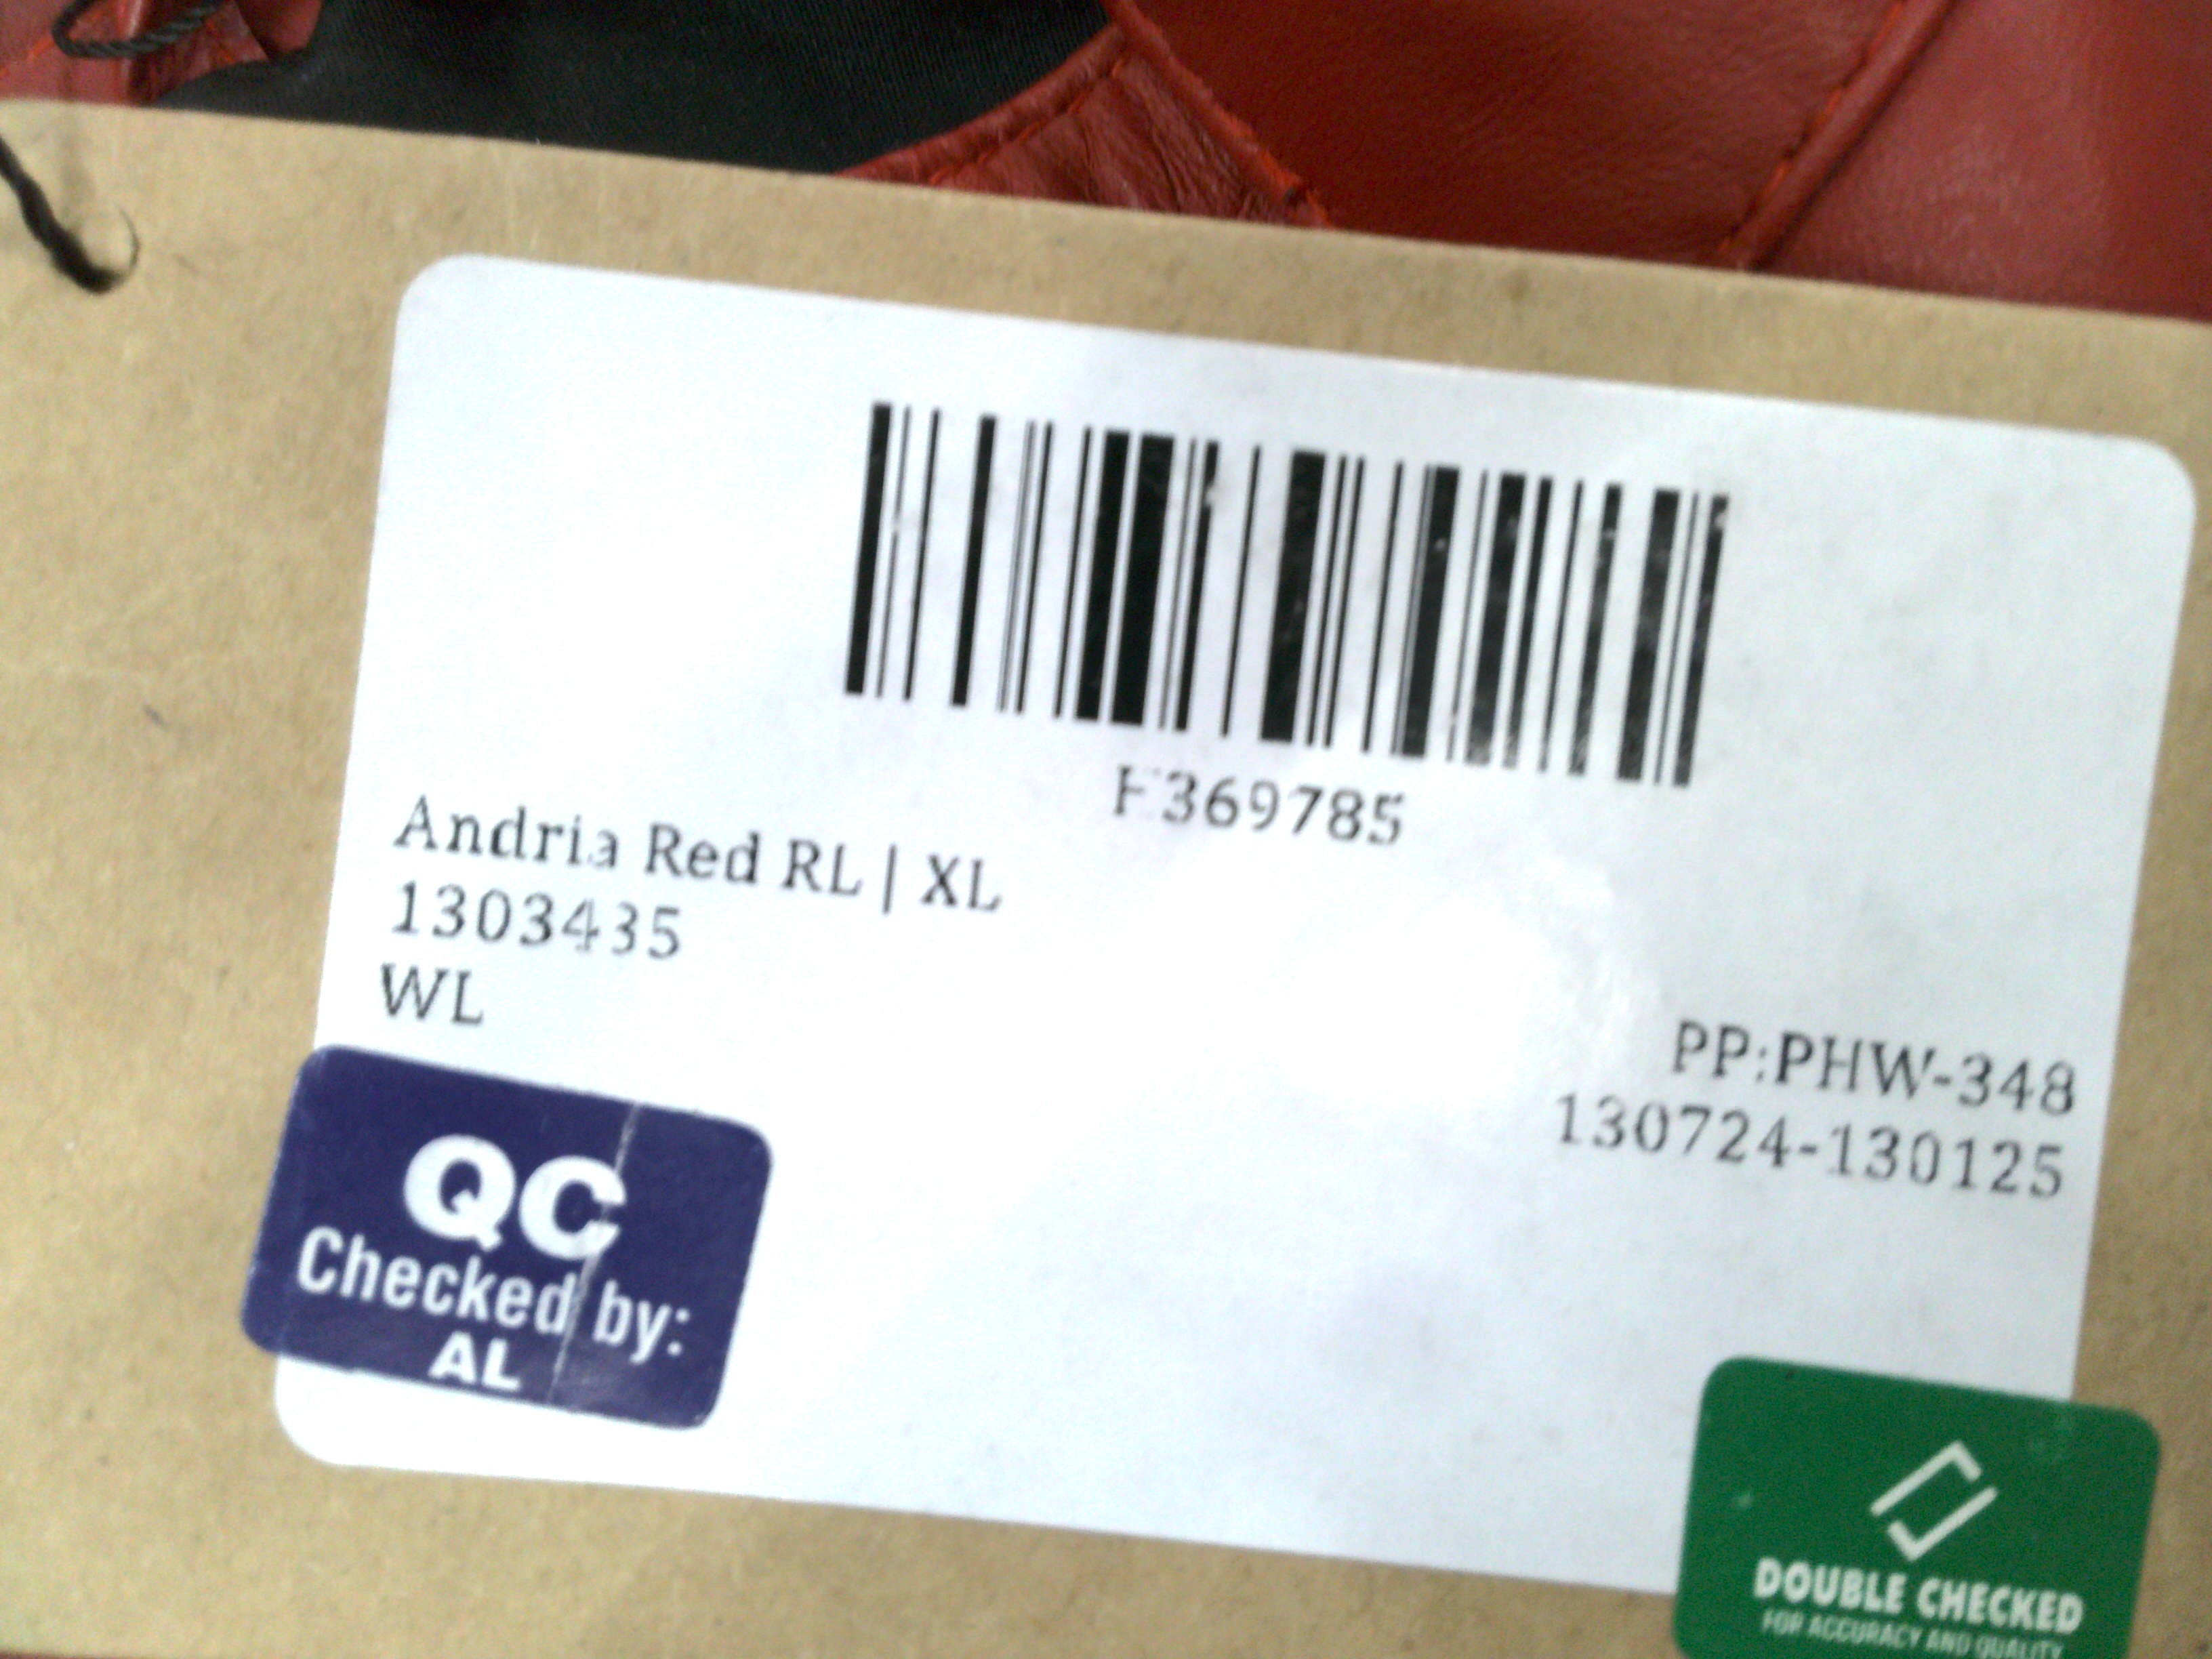 F369785
Andria Red RL | XL
1303435
WL
PP:PHW-348
130724-130125
QC
Checked by:
AL
DOUBLE CHECKED
FOR ACCURACY AND QUALITY